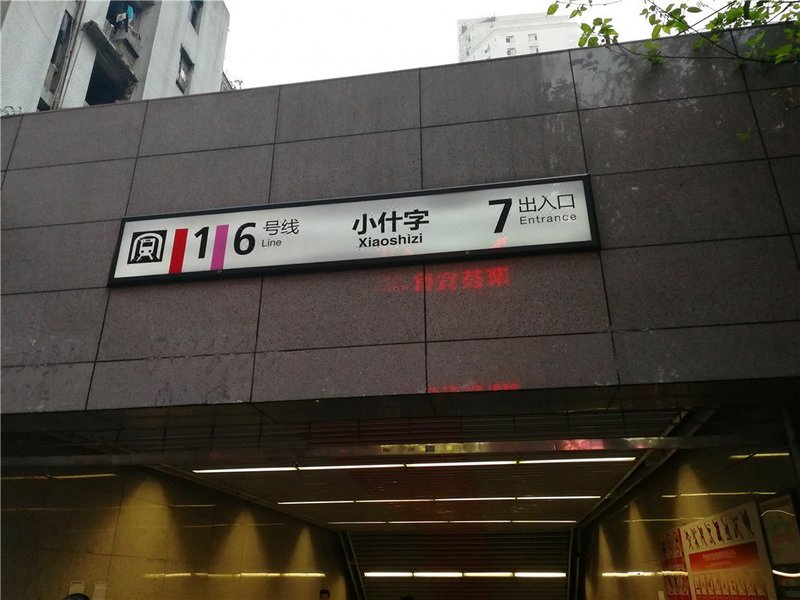 1 6 号线
Line
小什字
Xiaoshizi
7 出入口
Entrance